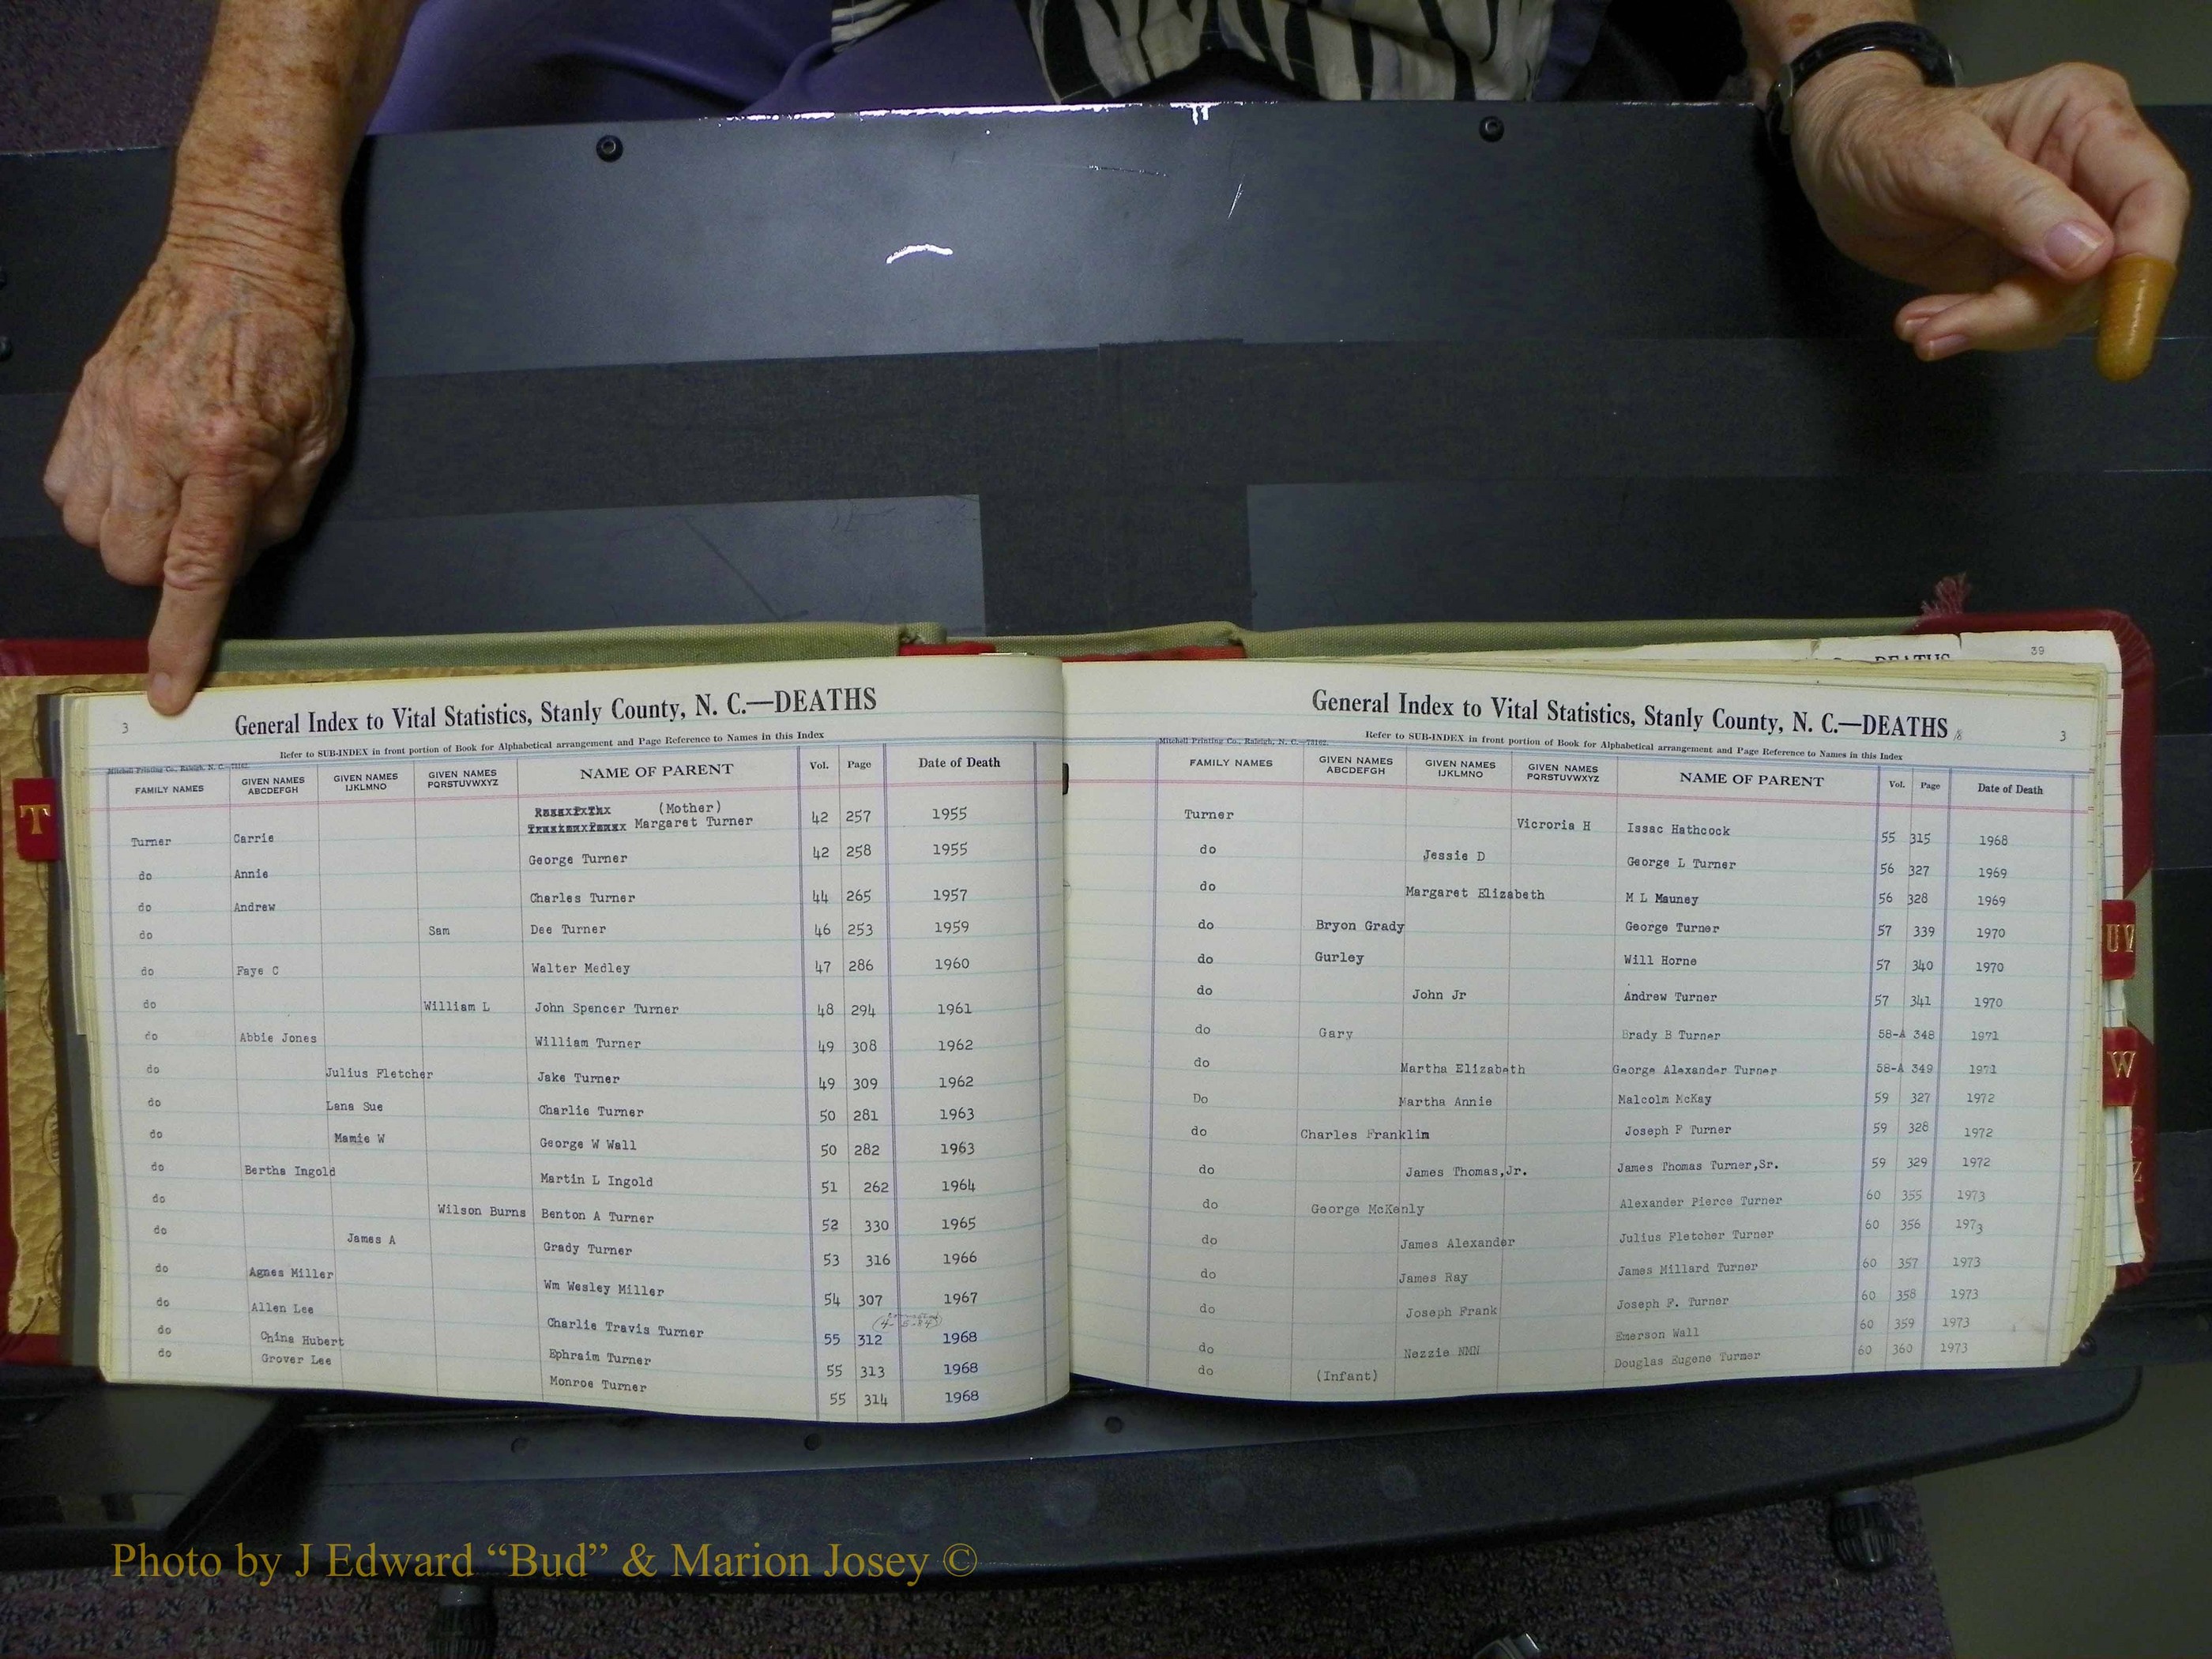 39
DEATHS
3
General Index to Vital Statistics, Stanly County, N. C.—DEATHS
Refer to SUB-INDEX in front portion of Book for Alphabetical arrangement and Page Reference to Names in this Index
Mitchell Printing Co., Raleigh, N. C.—73162.
FAMILY NAMES GIVEN NAMES ABCDEFGH GIVEN NAMES IJKLMNO GIVEN NAMES PQRSTUVWXYZ NAME OF PARENT Vol. Page Date of Death
(Mother)
Turner Carrie Margaret Turner 42 257 1955
do Annie George Turner 42 258 1955
do Andrew Charles Turner 44 265 1957
do Sam Dee Turner 46 253 1959
do Faye C Walter Medley 47 286 1960
do William L John Spencer Turner 48 294 1961
do Abbie Jones William Turner 49 308 1962
do Julius Fletcher Jake Turner 49 309 1962
do Lana Sue Charlie Turner 50 281 1963
do Mamie W George W Wall 50 282 1963
do Bertha Ingold Martin L Ingold 51 262 1964
do Wilson Burns Benton A Turner 52 330 1965
do James A Grady Turner 53 316 1966
do Agnes Miller Wm Wesley Miller 54 307 1967
do Allen Lee Charlie Travis Turner 55 312 1968
do China Hubert Ephraim Turner 55 313 1968
do Grover Lee Monroe Turner 55 314 1968
General Index to Vital Statistics, Stanly County, N. C.—DEATHS
3
Refer to SUB-INDEX in front portion of Book for Alphabetical arrangement and Page Reference to Names in this Index
Mitchell Printing Co., Raleigh, N. C.—73162.
FAMILY NAMES GIVEN NAMES ABCDEFGH GIVEN NAMES IJKLMNO GIVEN NAMES PQRSTUVWXYZ NAME OF PARENT Vol. Page Date of Death
Turner Vicroria H Issac Hathcock 55 315 1968
do Jessie D George L Turner 56 327 1969
do Margaret Elizabeth M L Mauney 56 328 1969
do Bryon Grady George Turner 57 339 1970
do Gurley Will Horne 57 340 1970
do John Jr Andrew Turner 57 341 1970
do Gary Brady B Turner 58-A 348 1971
do Martha Elizabeth George Alexander Turner 58-A 349 1971
Do Martha Annie Malcolm McKay 59 327 1972
do Charles Franklin Joseph F Turner 59 328 1972
do James Thomas,Jr. James Thomas Turner,Sr. 59 329 1972
do George McKenly Alexander Pierce Turner 60 355 1973
do James Alexander Julius Fletcher Turner 60 356 1973
do James Ray James Millard Turner 60 357 1973
do Joseph Frank Joseph F. Turner 60 358 1973
do Nezzie NMN Emerson Wall 60 359 1973
do (Infant) Douglas Eugene Turner 60 360 1973
T
UV
W
Z
Photo by J Edward “Bud” & Marion Josey ©